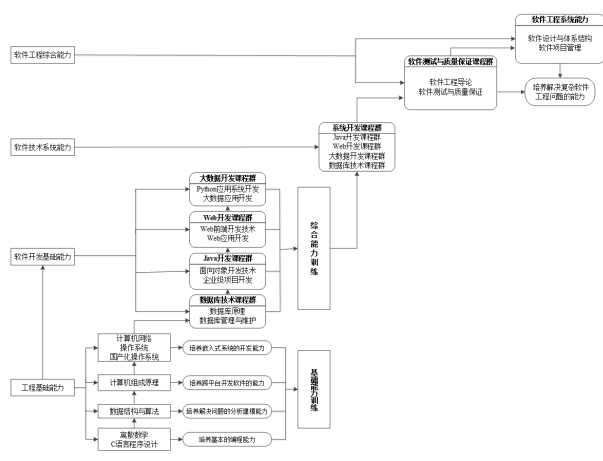 软件工程系统能力
软件设计与体系结构
软件项目管理
软件工程综合能力
软件测试与质量保证课程群
软件工程导论
软件测试与质量保证
培养解决复杂软件
工程问题的能力
系统开发课程群
Java开发课程群
Web开发课程群
大数据开发课程群
数据库技术课程群
软件技术系统能力
大数据开发课程群
Python应用系统开发
大数据应用开发
Web开发课程群
Web前端开发技术
Web应用开发
综合能力训练
软件开发基础能力
Java开发课程群
面向对象开发技术
企业级项目开发
数据库技术课程群
数据库原理
数据库管理与维护
计算机网络
操作系统
国产化操作系统
培养嵌入式系统的开发能力
工程基础能力
计算机组成原理
培养跨平台开发软件的能力
基础能力训练
数据结构与算法
培养解决问题的分析建模能力
离散数学
C语言程序设计
培养基本的编程能力